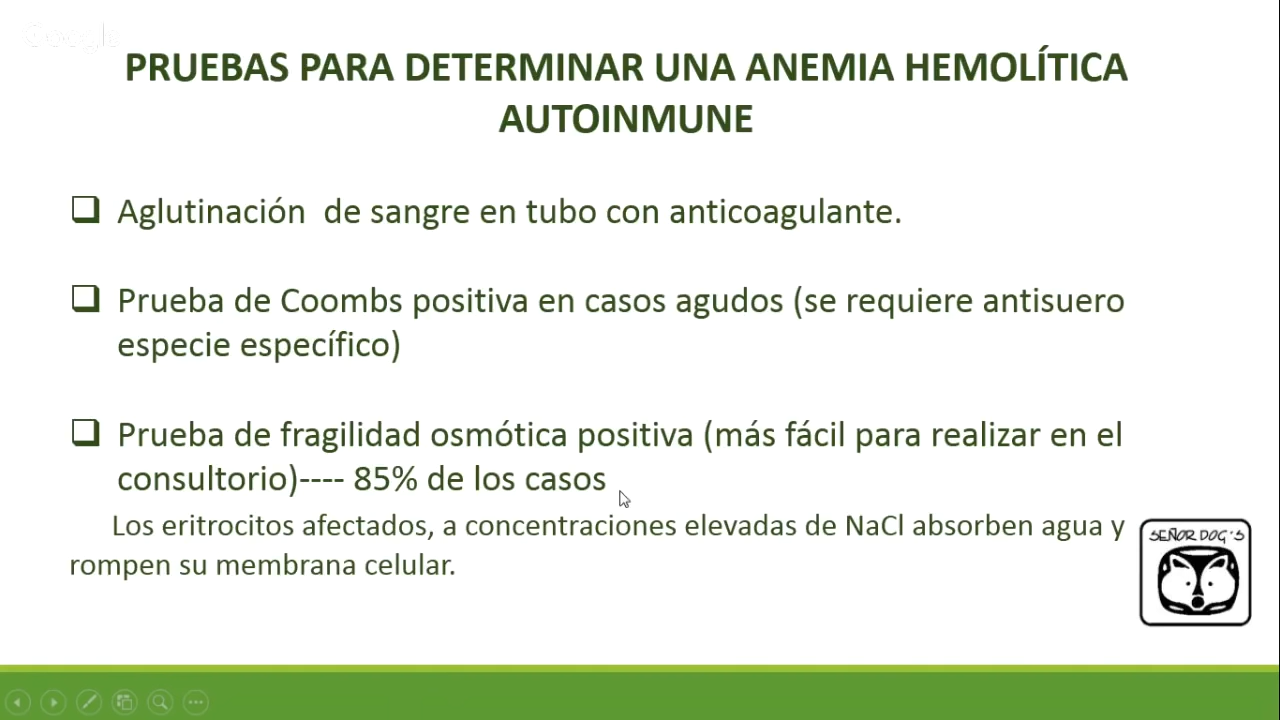 Google
PRUEBAS PARA DETERMINAR UNA ANEMIA HEMOLÍTICA
AUTOINMUNE
Aglutinación de sangre en tubo con anticoagulante.
Prueba de Coombs positiva en casos agudos (se requiere antisuero
especie específico)
Prueba de fragilidad osmótica positiva (más fácil para realizar en el
consultorio)---- 85% de los casos
Los eritrocitos afectados, a concentraciones elevadas de NaCl absorben agua y
rompen su membrana celular.
SEÑOR DOG'S